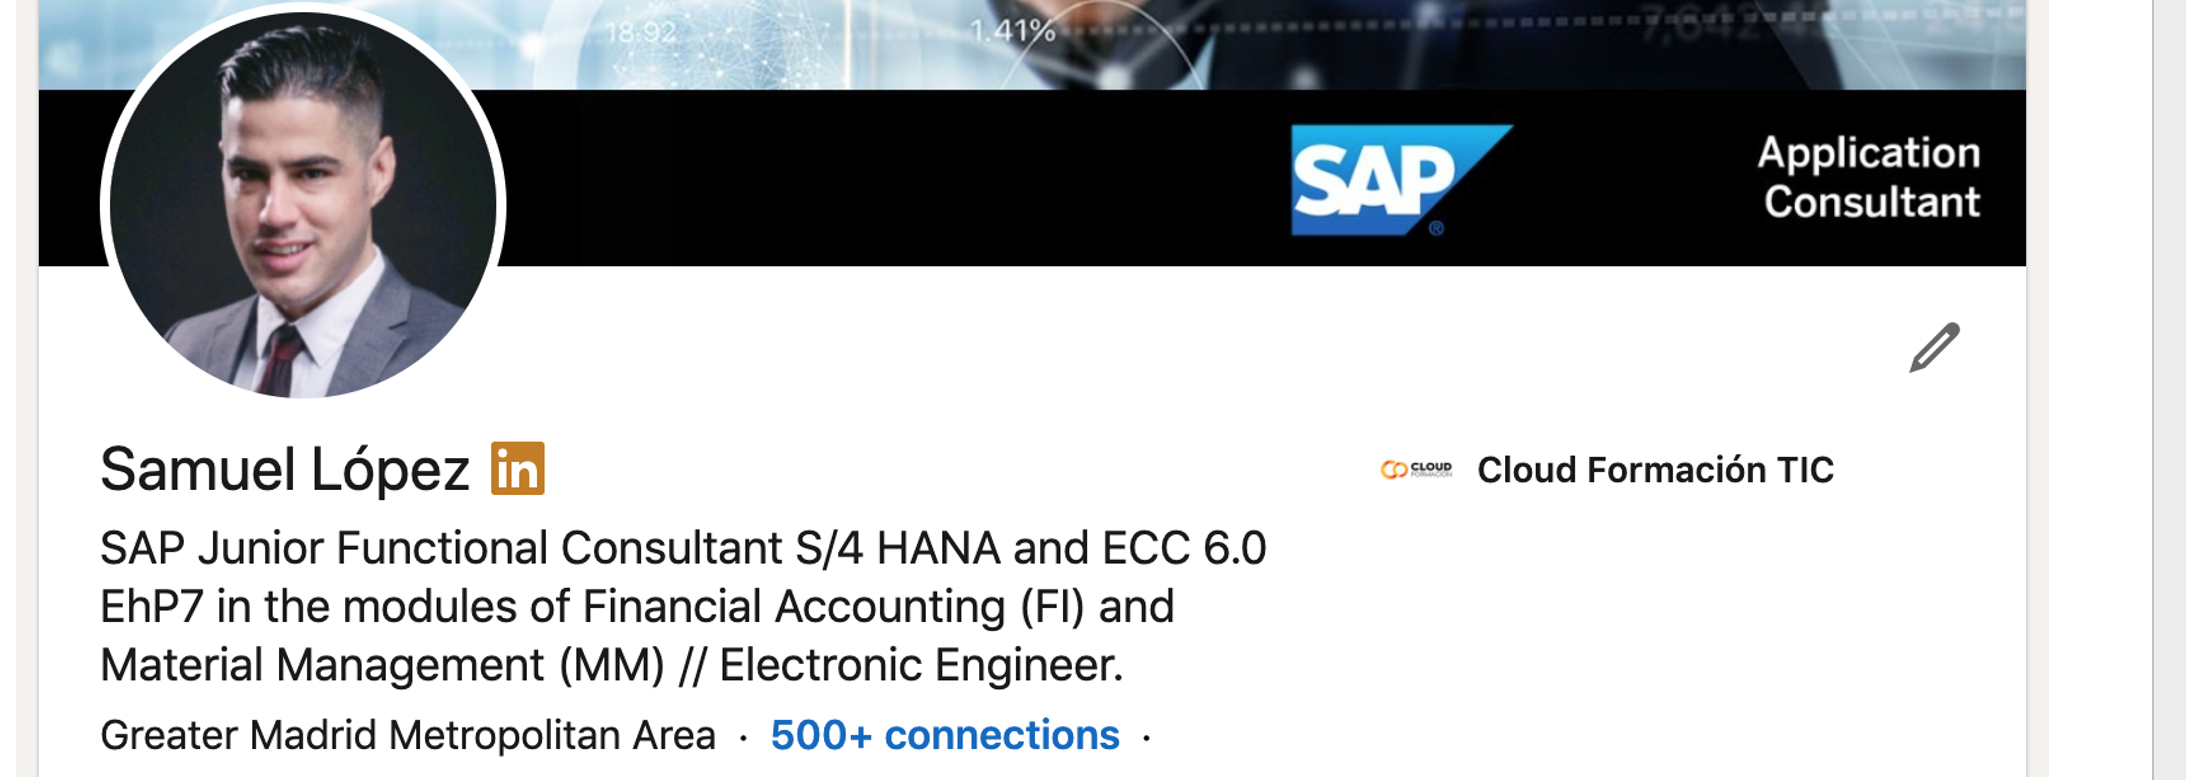 18:92
1.41%
SAP
®
Application
Consultant
Samuel López in
CLOUD
FORMACIÓN
Cloud Formación TIC
SAP Junior Functional Consultant S/4 HANA and ECC 6.0
EhP7 in the modules of Financial Accounting (FI) and
Material Management (MM) // Electronic Engineer.
Greater Madrid Metropolitan Area · 500+ connections ·